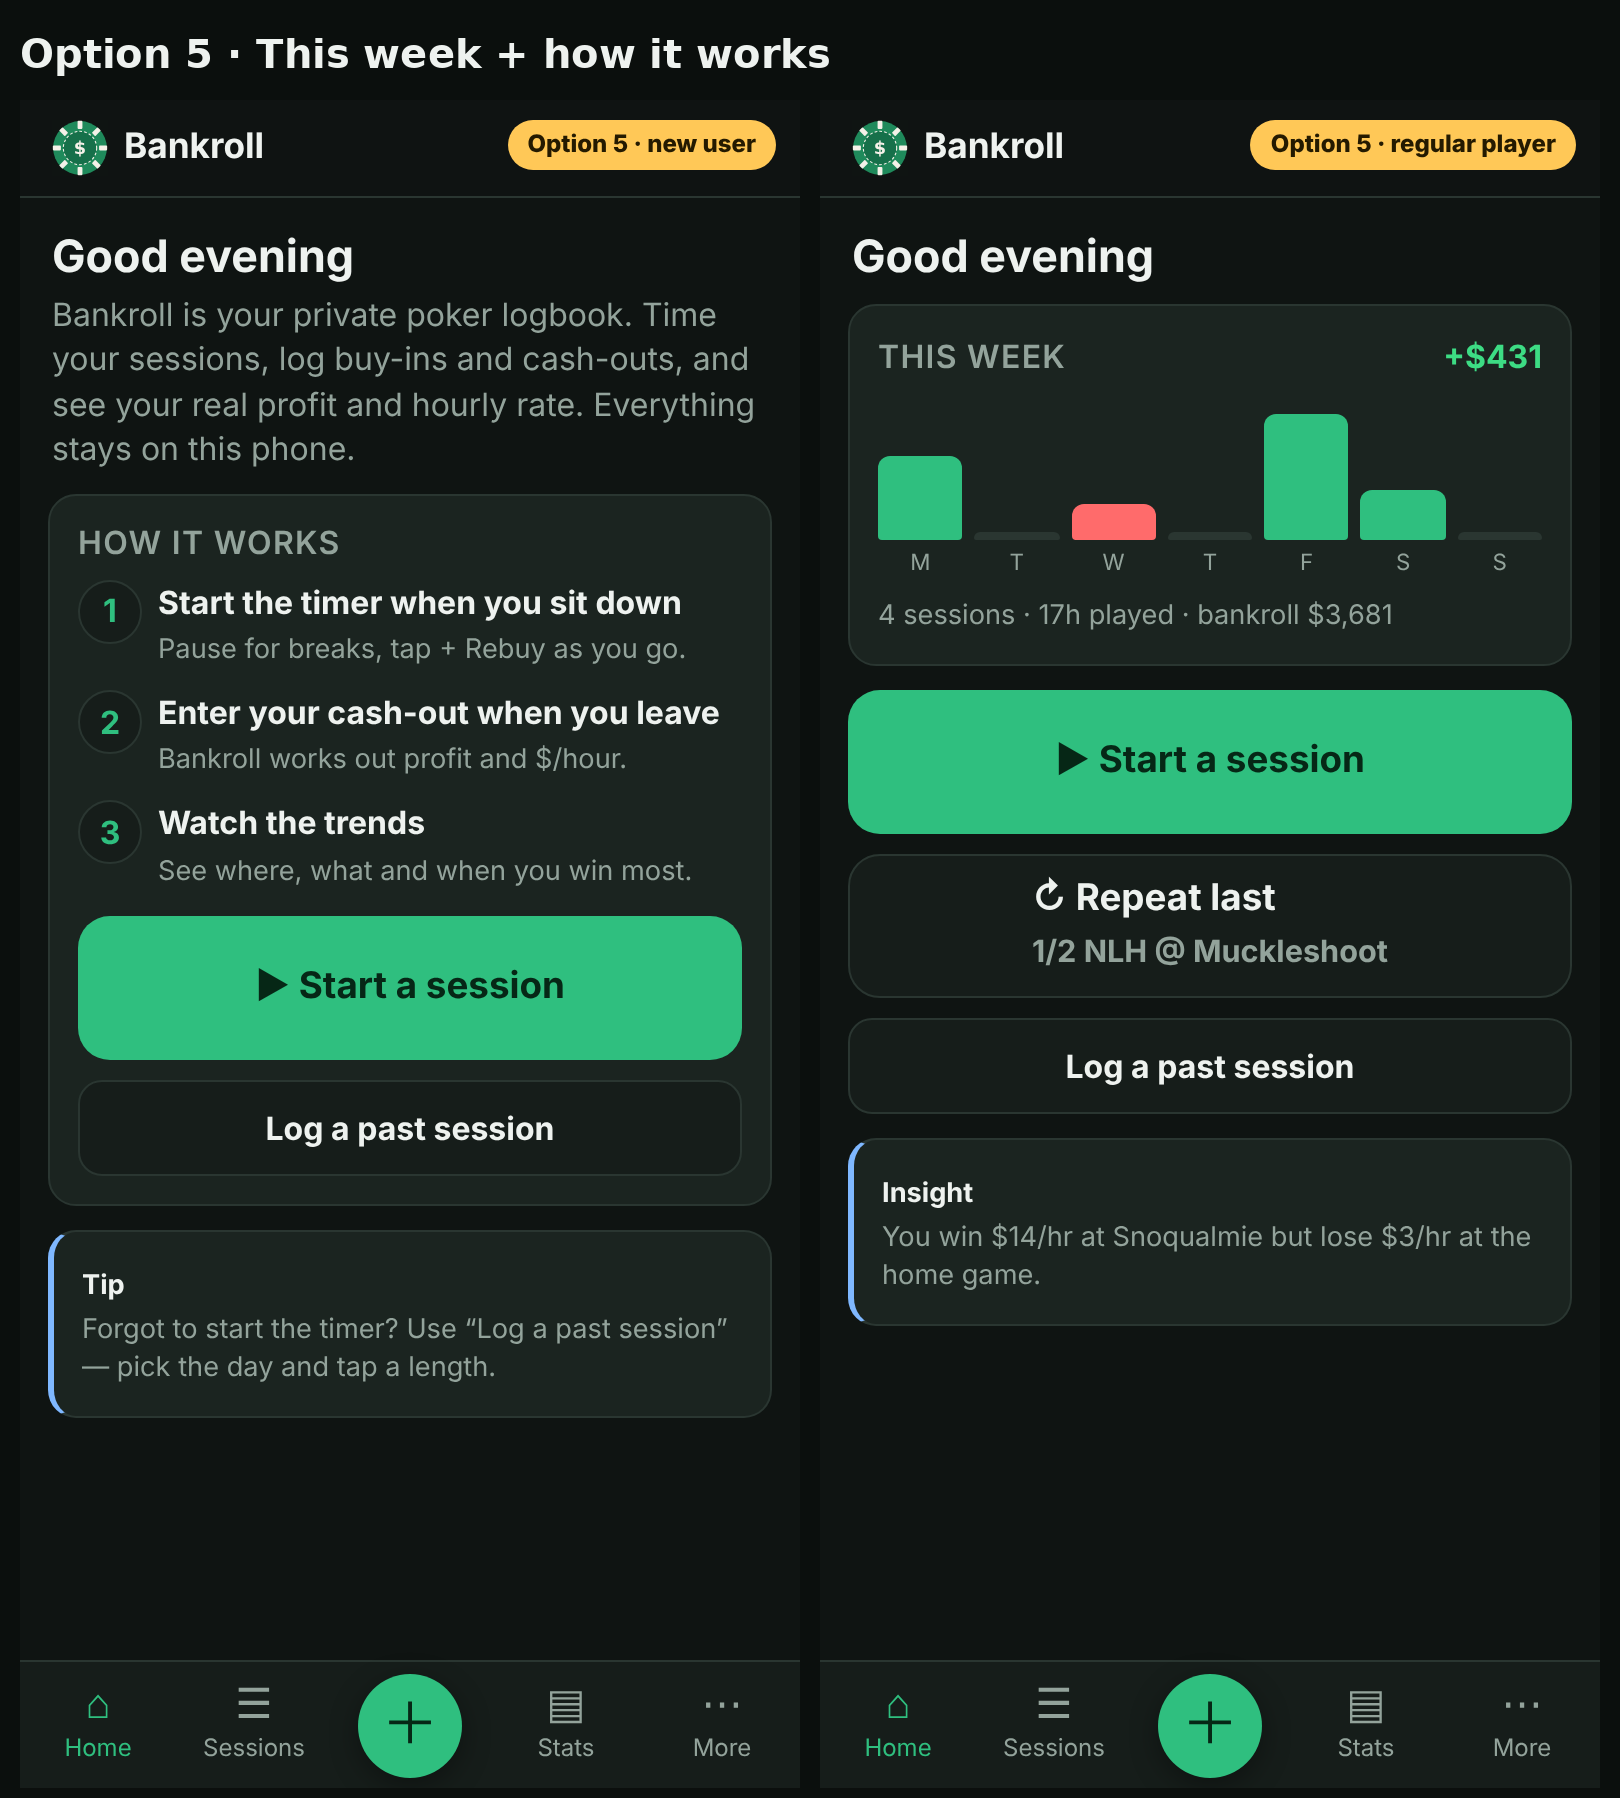 Option 5 · This week + how it works
$
Bankroll
Option 5 · new user
Good evening
Bankroll is your private poker logbook. Time
your sessions, log buy-ins and cash-outs, and
see your real profit and hourly rate. Everything
stays on this phone.
HOW IT WORKS
1
Start the timer when you sit down
Pause for breaks, tap + Rebuy as you go.
2
Enter your cash-out when you leave
Bankroll works out profit and $/hour.
3
Watch the trends
See where, what and when you win most.
▶ Start a session
Log a past session
Tip
Forgot to start the timer? Use “Log a past session”
— pick the day and tap a length.
Home
Sessions
+
Stats
More
$
Bankroll
Option 5 · regular player
Good evening
THIS WEEK +$431
M T W T F S S
4 sessions · 17h played · bankroll $3,681
▶ Start a session
↻ Repeat last
1/2 NLH @ Muckleshoot
Log a past session
Insight
You win $14/hr at Snoqualmie but lose $3/hr at the
home game.
Home
Sessions
+
Stats
More